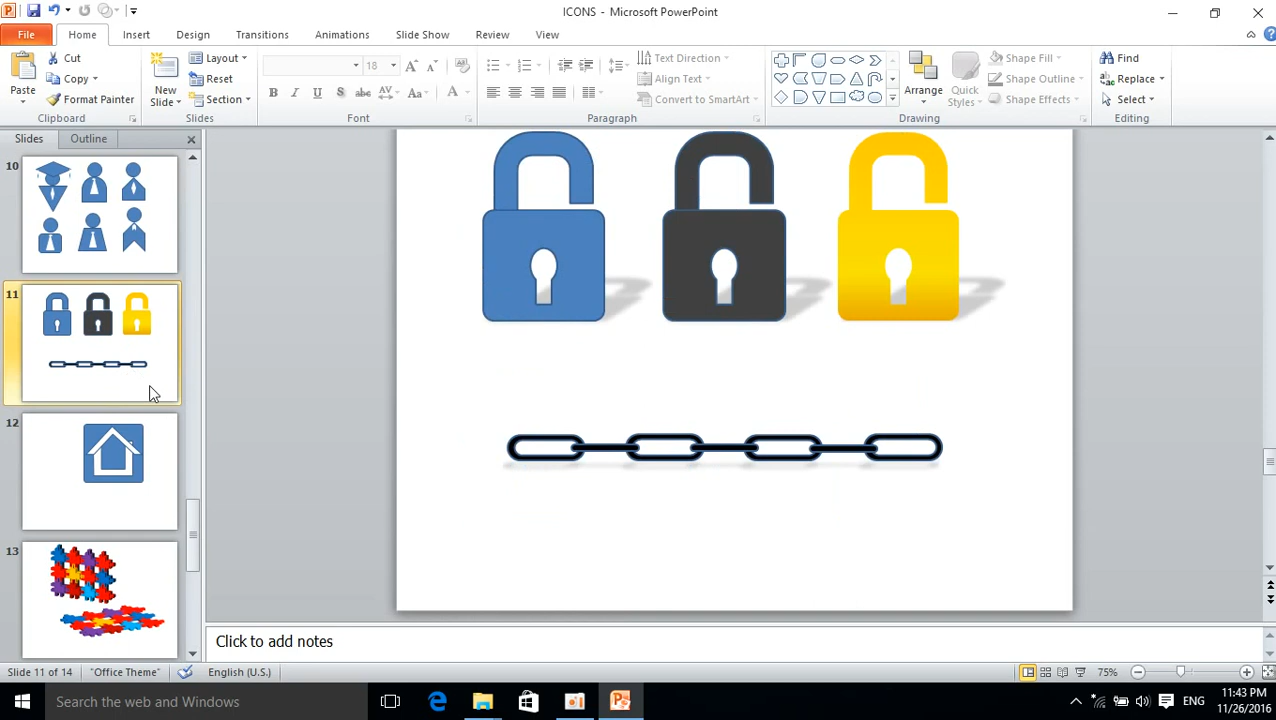 ICONS - Microsoft PowerPoint
File Home Insert Design Transitions Animations Slide Show Review View
Paste
Cut
Copy
Format Painter
Clipboard
New Slide
Layout
Reset
Section
Slides
18
B I U S abc AV Aa A
Font
Text Direction
Align Text
Convert to SmartArt
Paragraph
Arrange
Quick Styles
Shape Fill
Shape Outline
Shape Effects
Drawing
Find
Replace
Select
Editing
Slides Outline
10
11
12
13
Click to add notes
Slide 11 of 14 "Office Theme" English (U.S.) 75%
Search the web and Windows
ENG
11:43 PM
11/26/2016